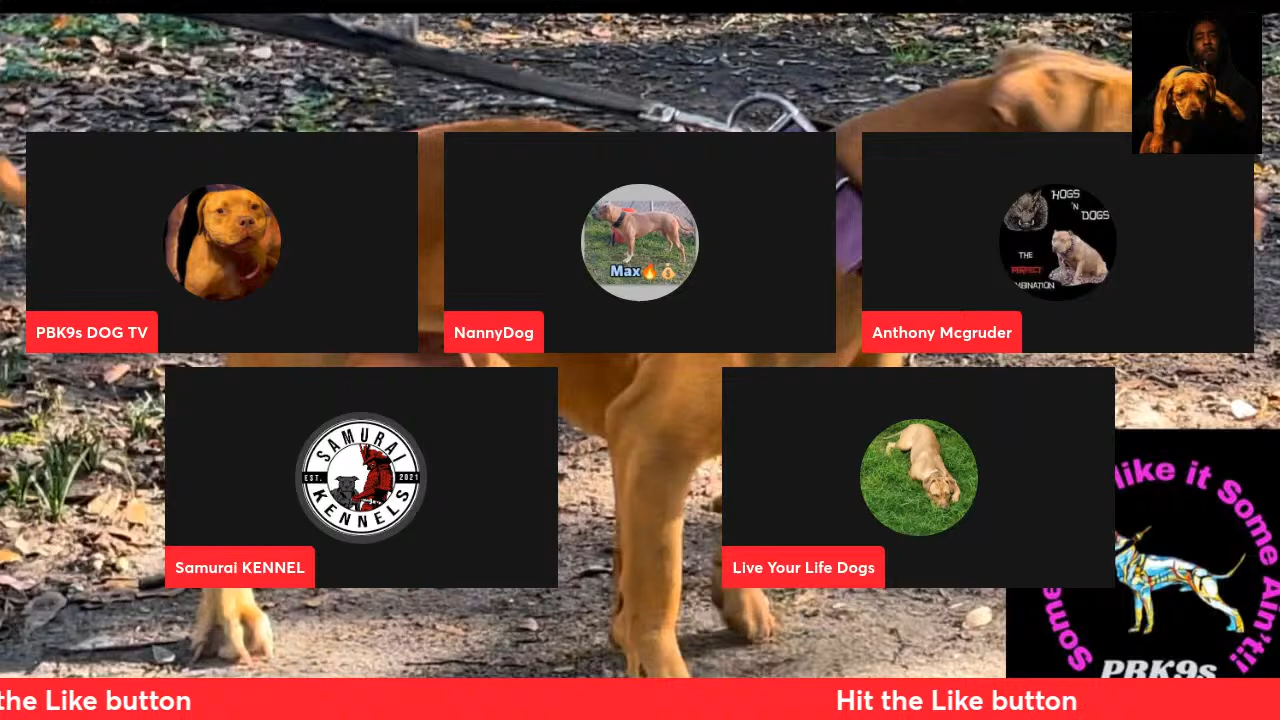 Max
HOGS
'N
DOGS
THE
PERFECT
MBINATION
PBK9s DOG TV
NannyDog
Anthony Mcgruder
SAMURAI
EST. 2021
KENNELS
Samurai KENNEL
Live Your Life Dogs
like it Some Ain't!!
Some
PBK9s
the Like button
Hit the Like button